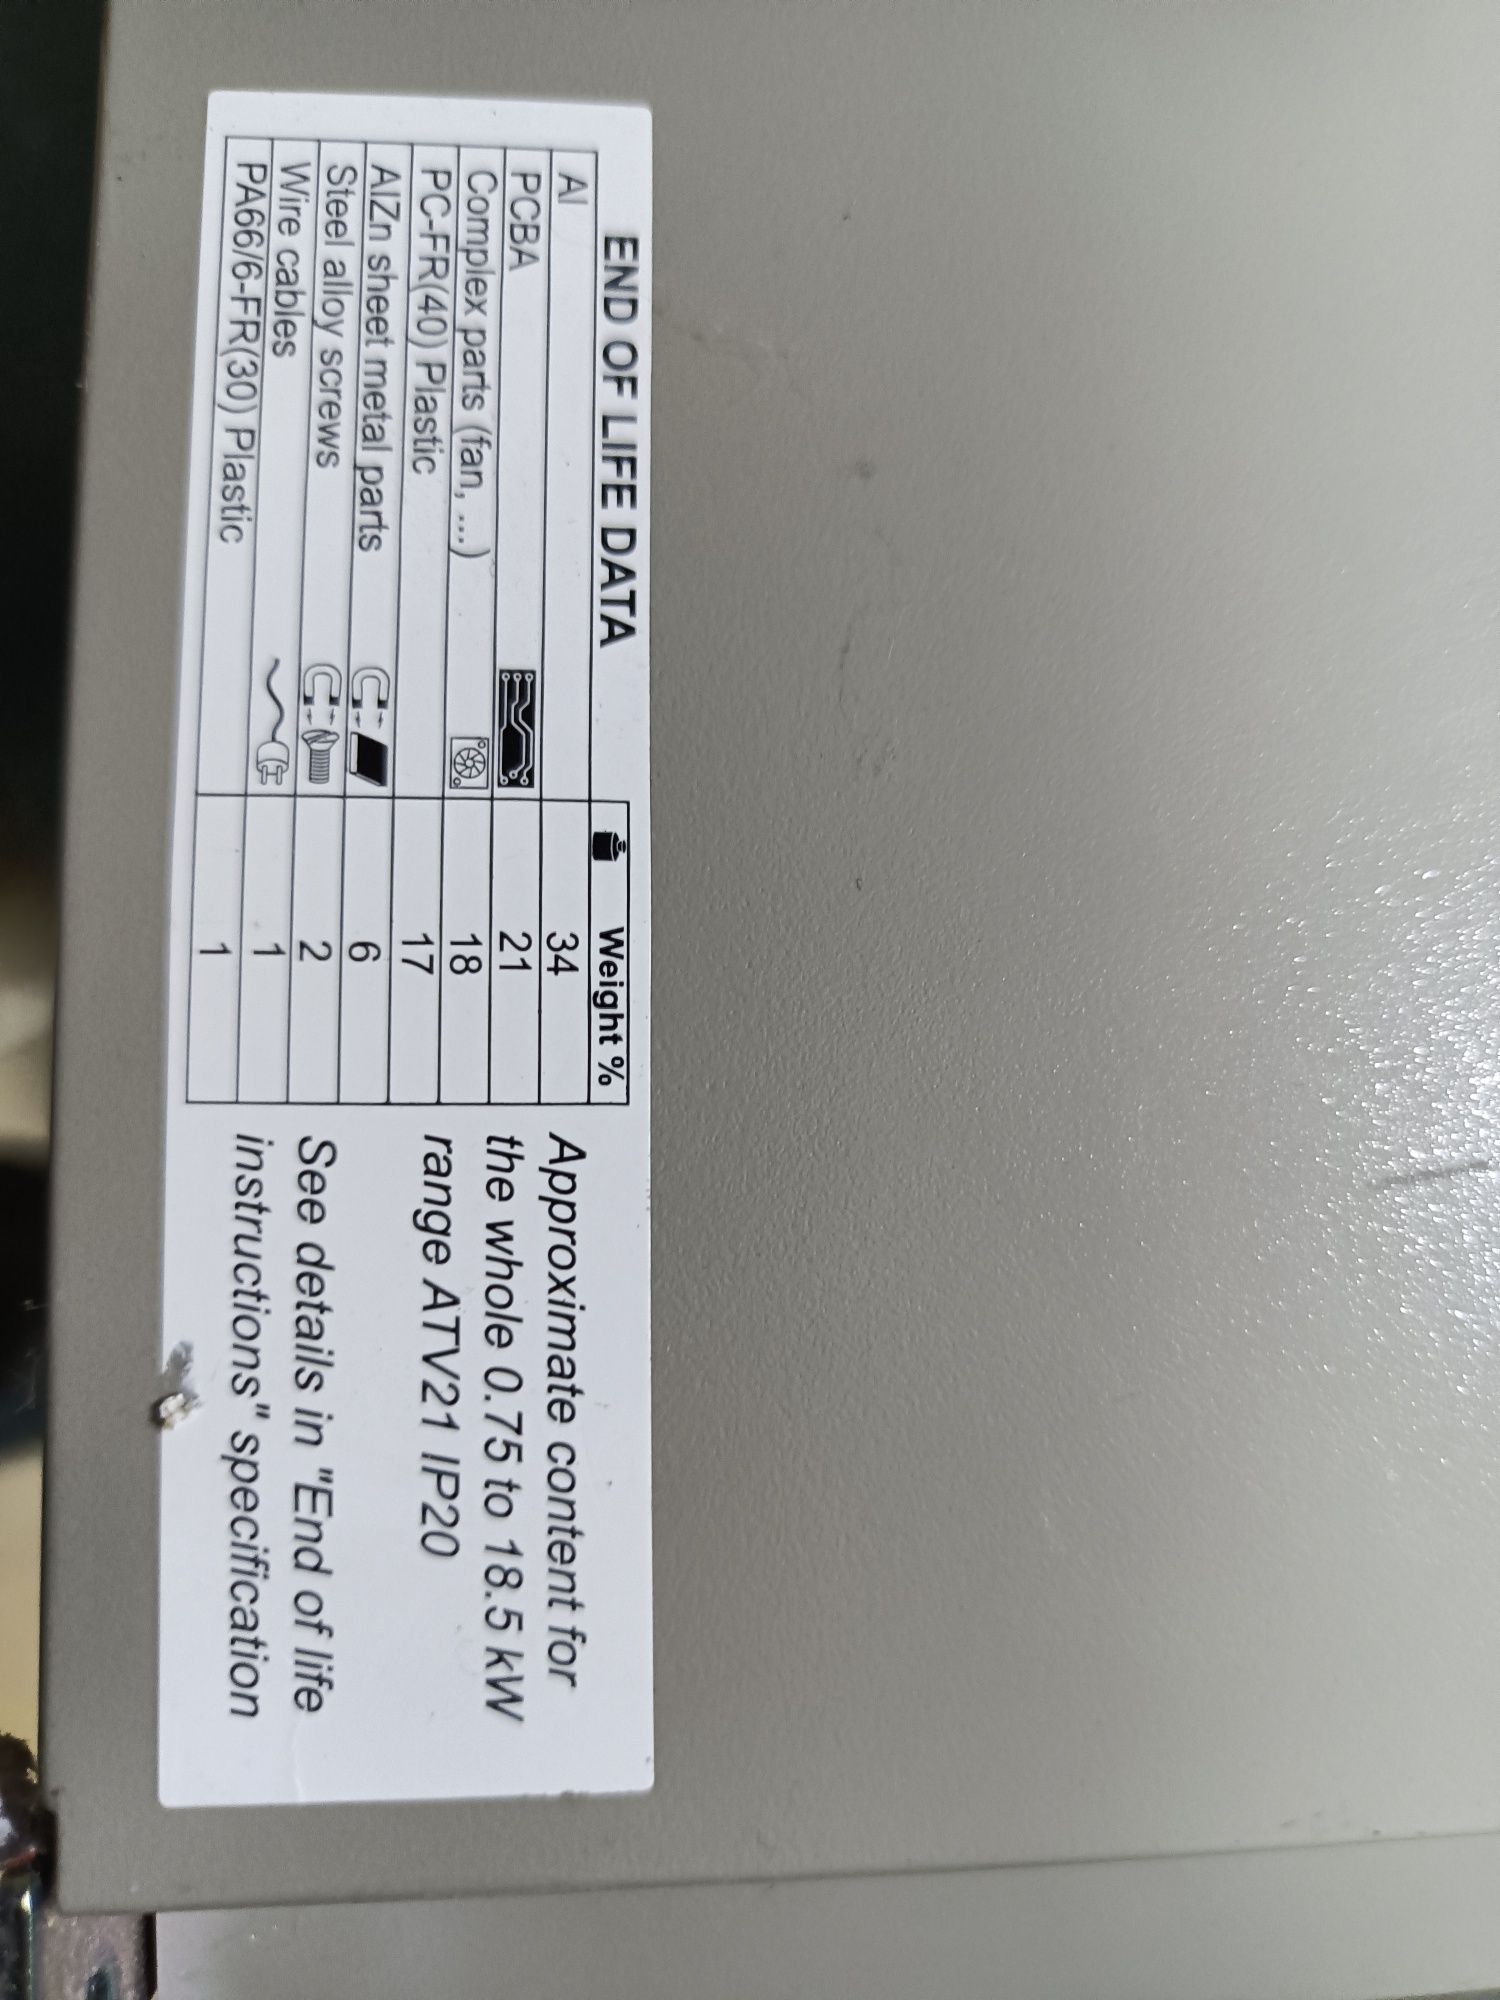 END OF LIFE DATA
Weight %
Al 34
PCBA 21
Complex parts (fan, ...) 18
PC-FR(40) Plastic 17
AlZn sheet metal parts 6
Steel alloy screws 2
Wire cables 1
PA66/6-FR(30) Plastic 1
Approximate content for
the whole 0.75 to 18.5 kW
range ATV21 IP20
See details in "End of life
instructions" specification